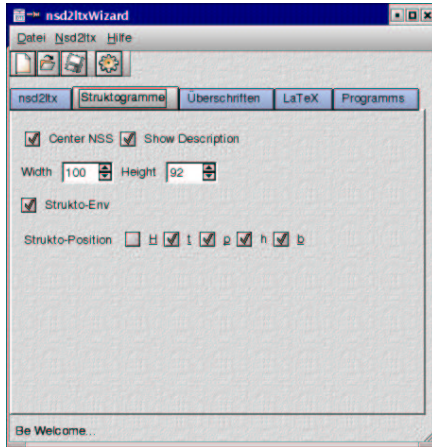 nsd2ltxWizard
Datei Nsd2ltx Hilfe
nsd2ltx Struktogramme Überschriften LaTeX Programms
Center NSS Show Description
Width 100 Height 92
Strukto-Env
Strukto-Position H t p h b
Be Welcome...